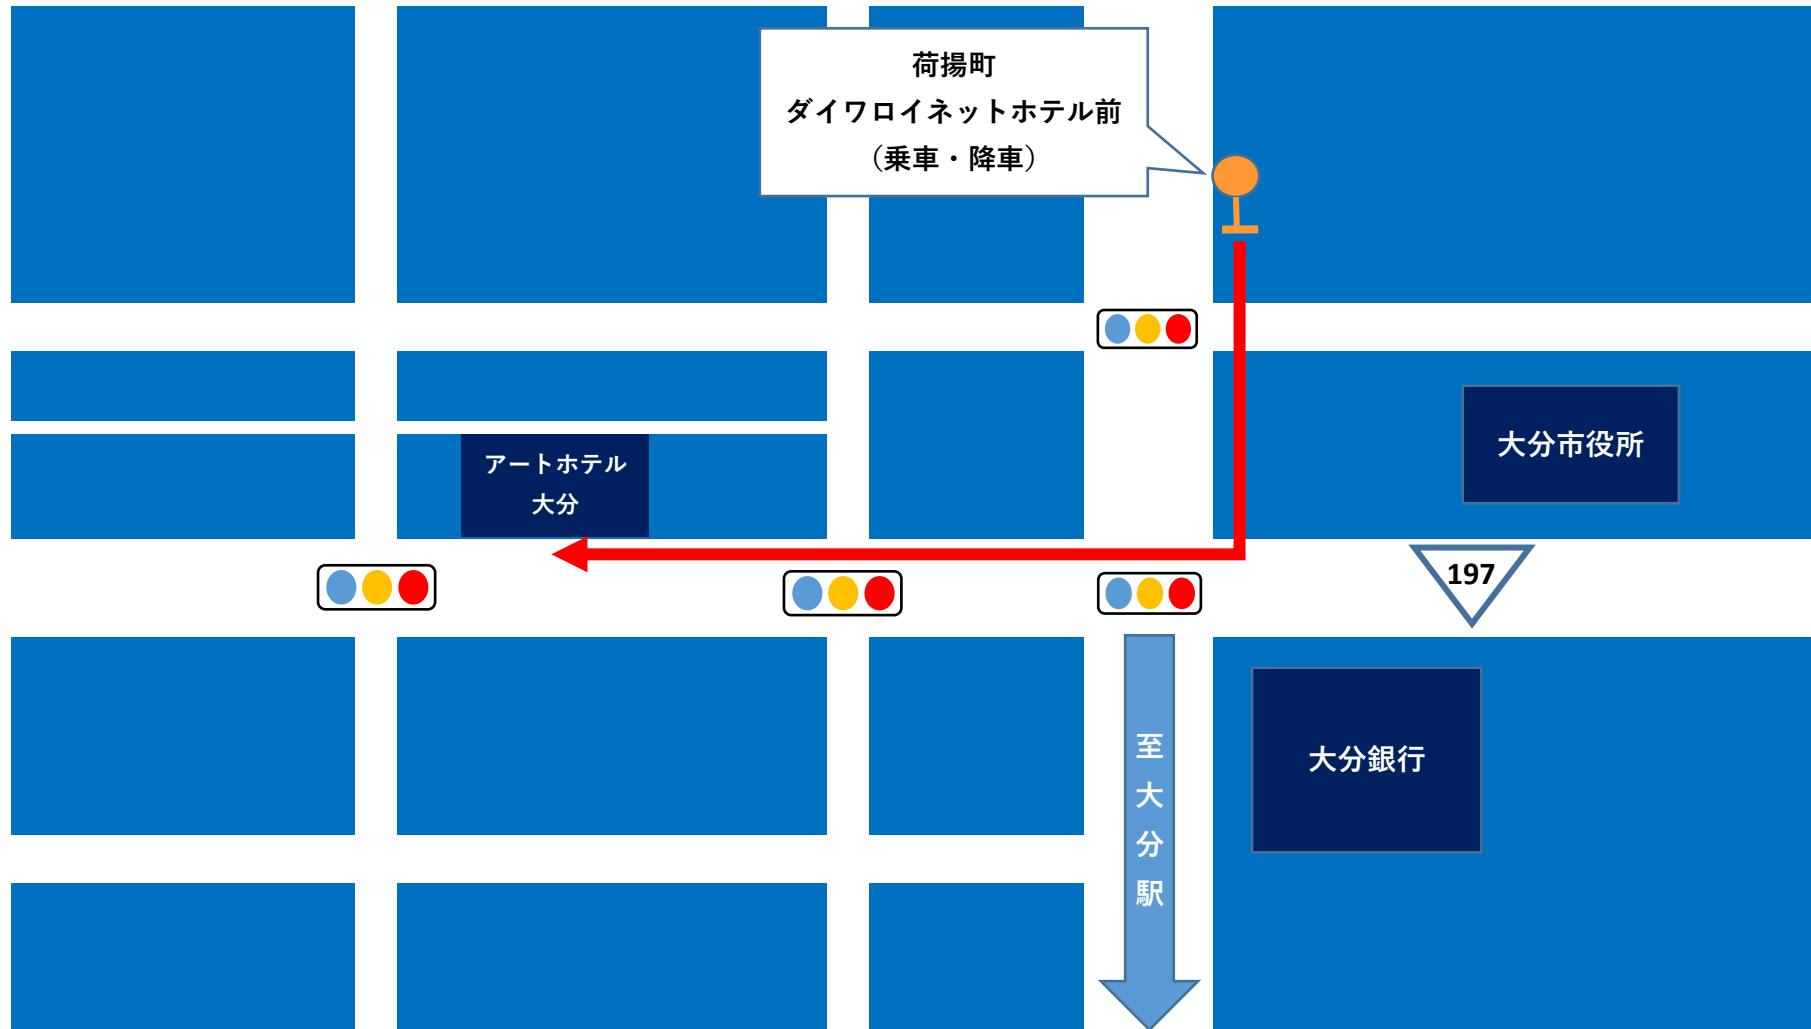 荷揚町
ダイワロイネットホテル前
（乗車・降車）
大分市役所
アートホテル
大分
197
至大分駅
大分銀行